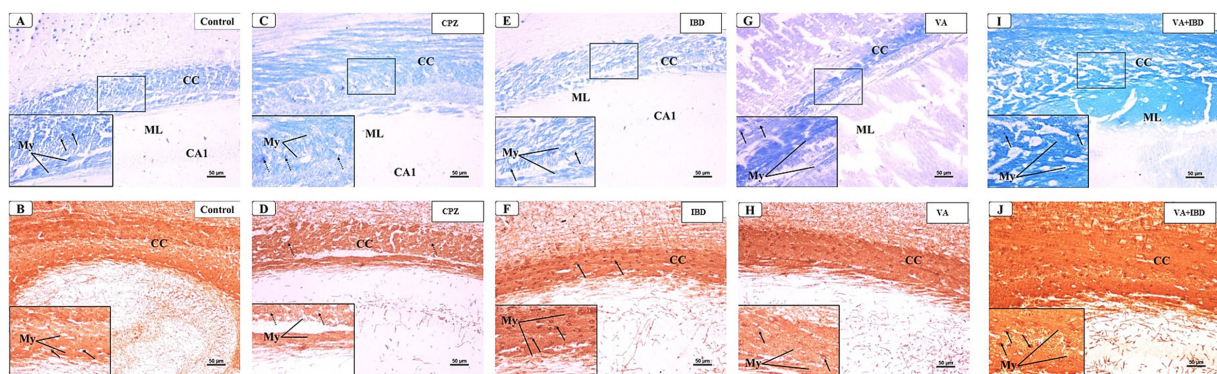 A
Control
CC
My
ML
CA1
50 µm
C
CPZ
CC
My
ML
CA1
50 µm
E
IBD
CC
ML
My
CA1
50 µm
G
VA
CC
My
ML
50 µm
I
VA+IBD
CC
My
ML
50 µm
B
Control
CC
My
50 µm
D
CPZ
CC
My
50 µm
F
IBD
CC
My
50 µm
H
VA
CC
My
50 µm
J
VA+IBD
CC
My
50 µm